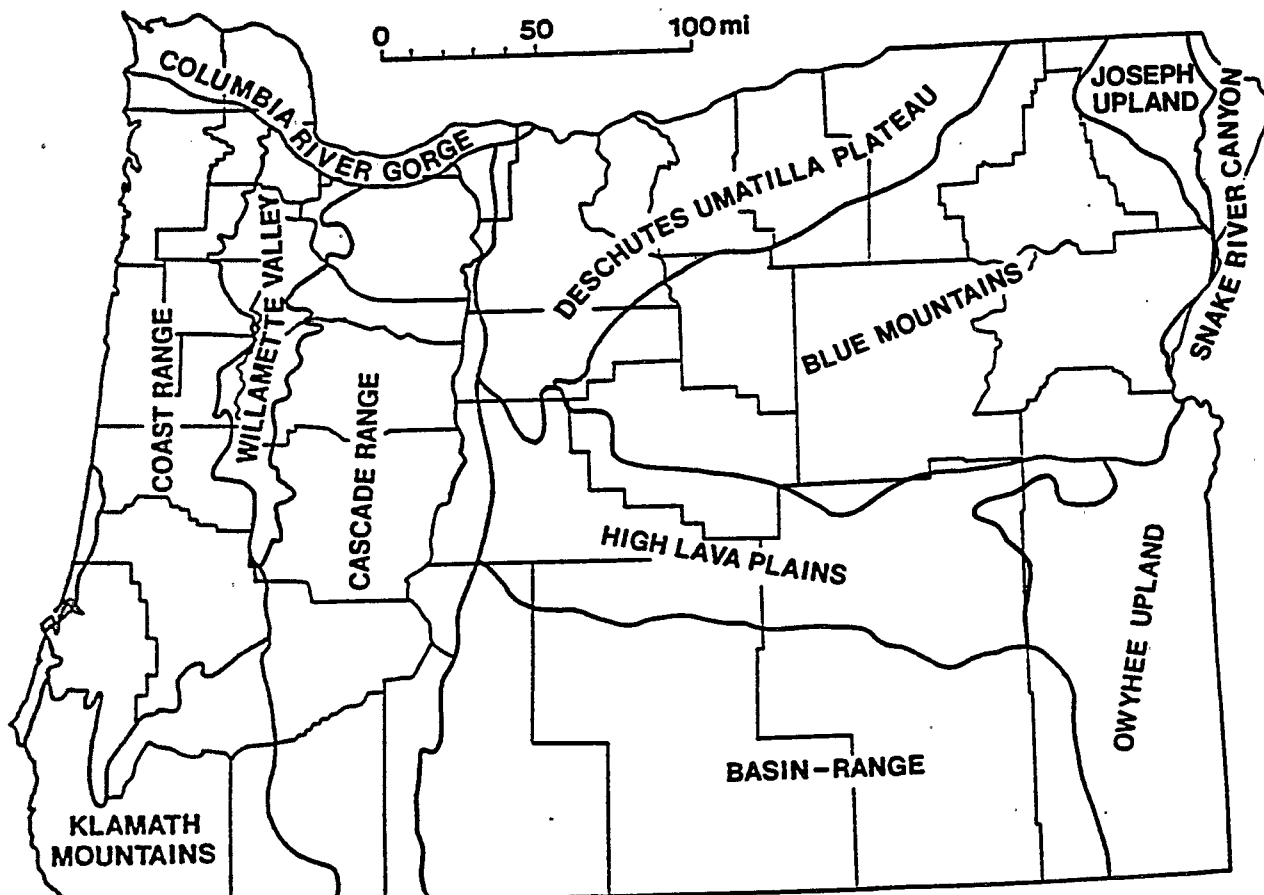 0 50 100 mi
COLUMBIA RIVER GORGE
JOSEPH
UPLAND
SNAKE RIVER CANYON
DESCHUTES UMATILLA PLATEAU
WILLAMETTE VALLEY
BLUE MOUNTAINS
COAST RANGE
CASCADE RANGE
HIGH LAVA PLAINS
OWYHEE UPLAND
BASIN-RANGE
KLAMATH
MOUNTAINS